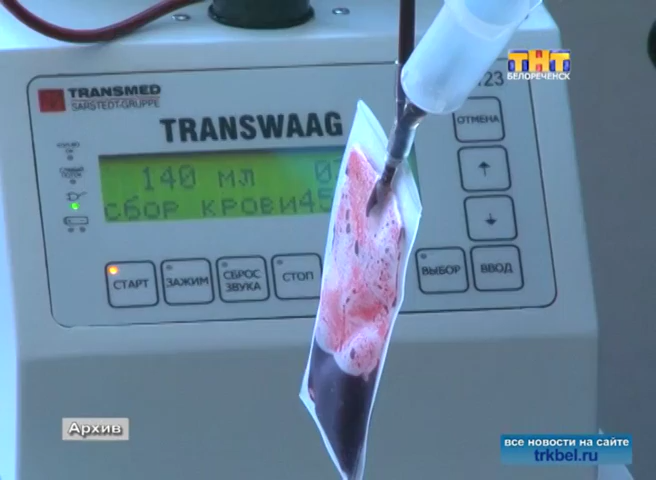 TRANSMED
SARSTEDT-GRUPPE
TRANSWAAG
123
ТНТ
БЕЛОРЕЧЕНСК
ОТМЕНА
140 мл
сбор крови45
СТАРТ
ЗАЖИМ
СБРОС
ЗВУКА
СТОП
ВЫБОР
ВВОД
Архив
все новости на сайте
trkbel.ru